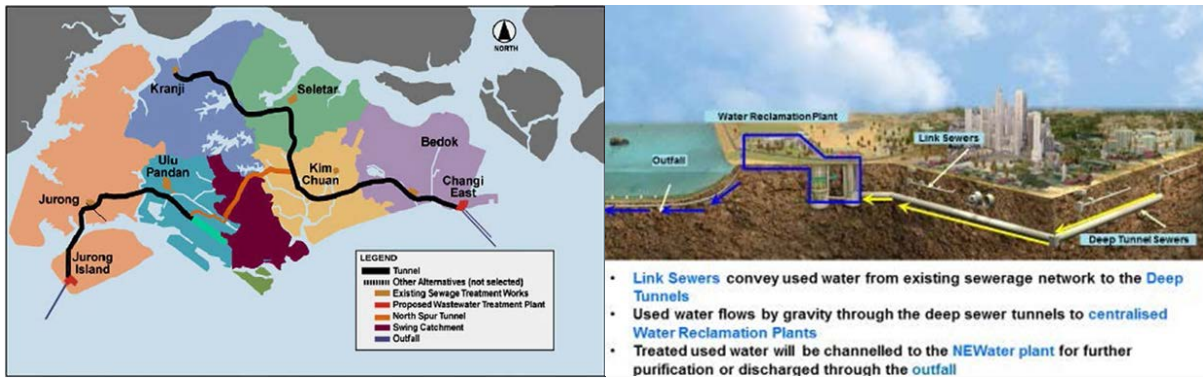 NORTH
Kranji
Seletar
Bedok
Ulu
Pandan
Kim
Chuan
Changi
East
Jurong
Jurong
Island
LEGEND
Tunnel
Other Alternatives (not selected)
Existing Sewage Treatment Works
Proposed Wastewater Treatment Plant
North Spur Tunnel
Swing Catchment
Outfall
Water Reclamation Plant
Link Sewers
Outfall
Deep Tunnel Sewers
• Link Sewers convey used water from existing sewerage network to the Deep
Tunnels
• Used water flows by gravity through the deep sewer tunnels to centralised
Water Reclamation Plants
• Treated used water will be channelled to the NEWater plant for further
purification or discharged through the outfall